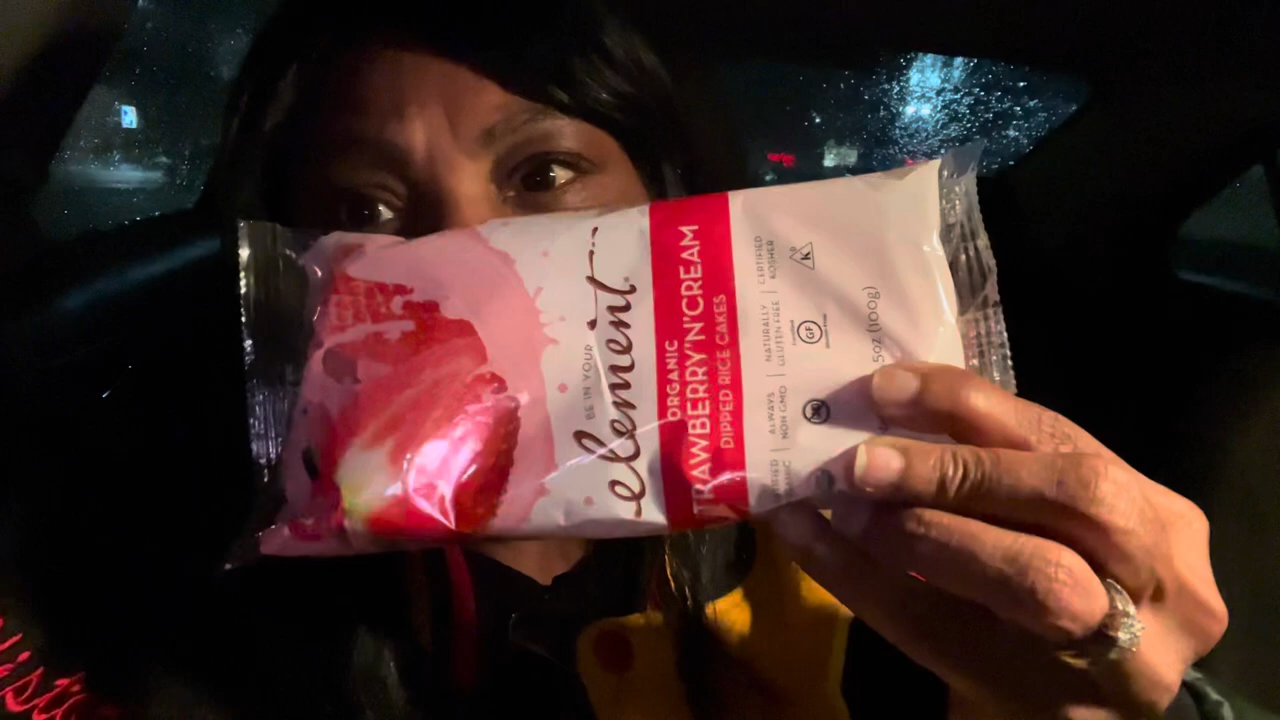 BE IN YOUR
element
ORGANIC
TRAWBERRY'N'CREAM
DIPPED RICE CAKES
ALWAYS
NON GMO
NATURALLY
GLUTEN FREE
CERTIFIED
KOSHER
GF
K
5oz (100g)